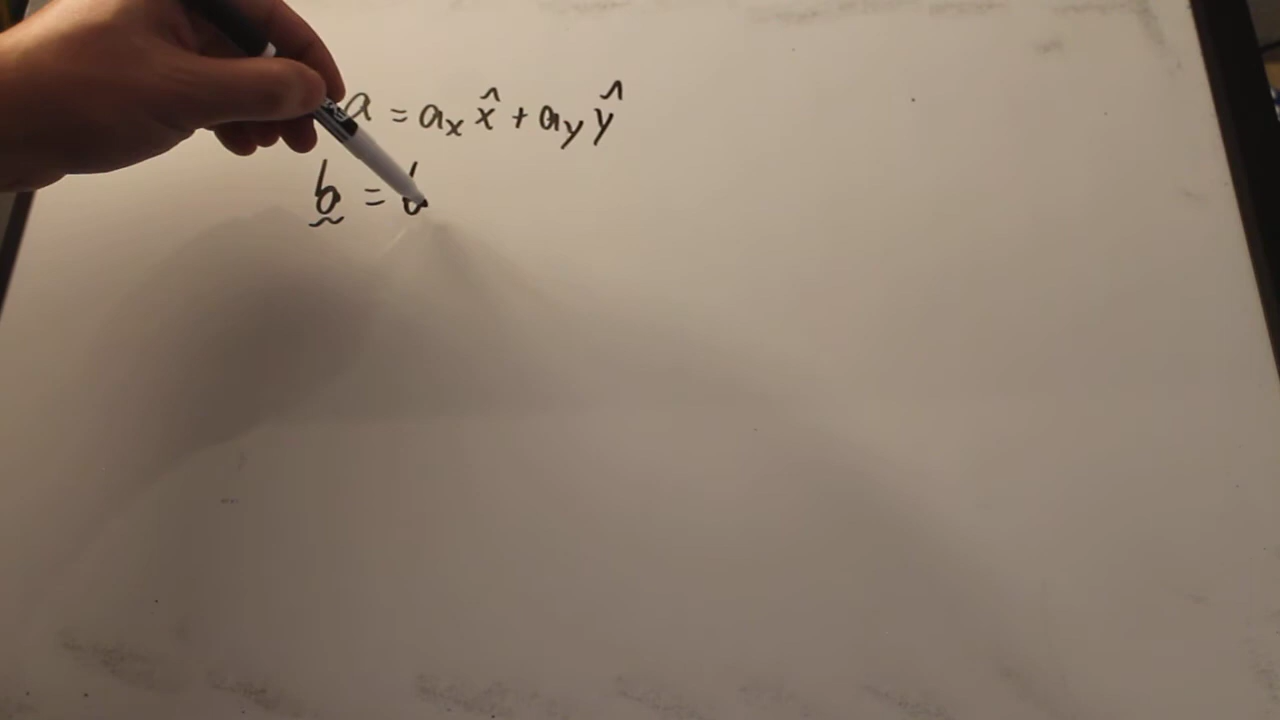 a = aₓ x̂ + a_y ŷ
b̰ = b